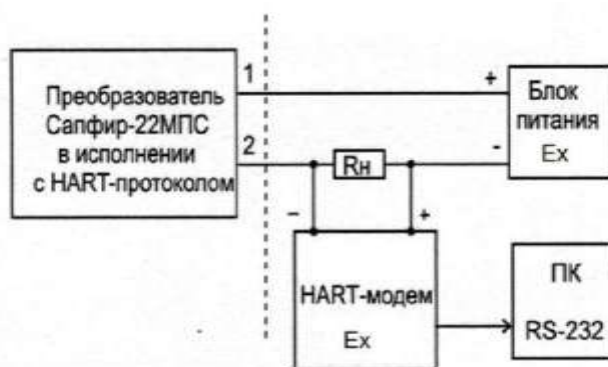 Преобразователь
Сапфир-22МПС
в исполнении
с HART-протоколом
1
2
+
-
Блок
питания
Ex
Rн
–
+
HART-модем
Ex
ПК
RS-232